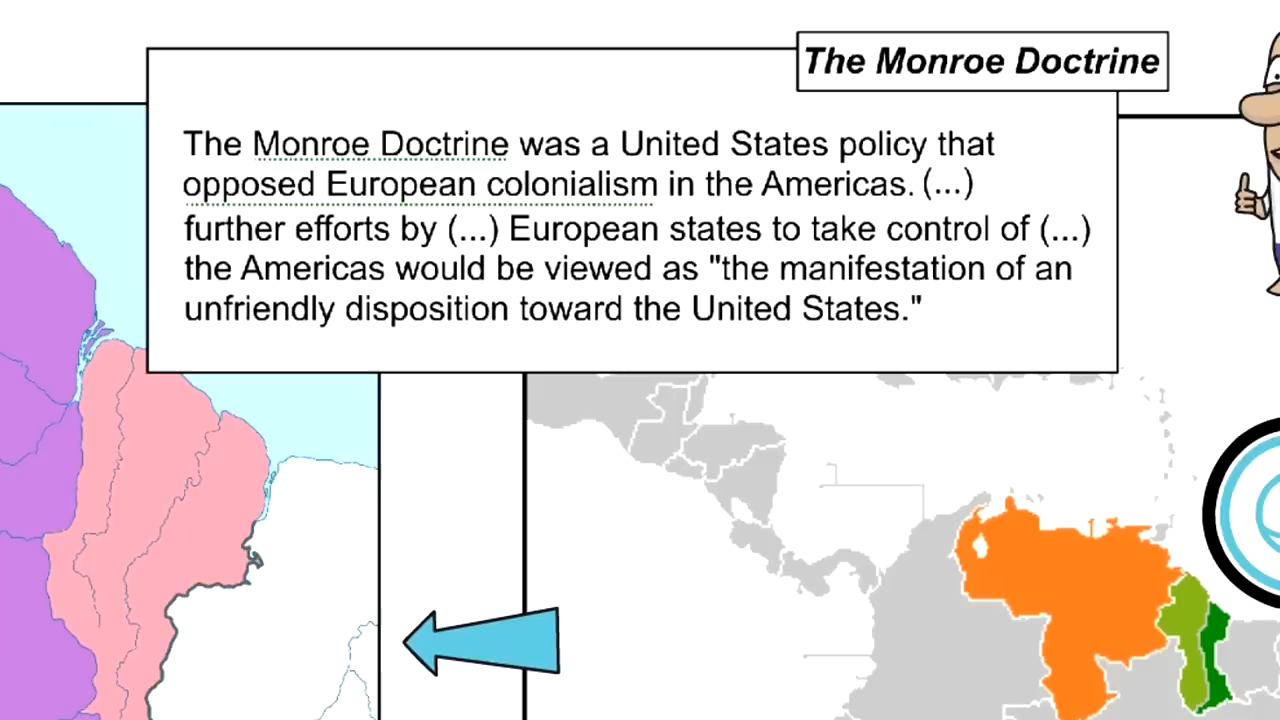 The Monroe Doctrine
The Monroe Doctrine was a United States policy that
opposed European colonialism in the Americas. (...)
further efforts by (...) European states to take control of (...)
the Americas would be viewed as "the manifestation of an
unfriendly disposition toward the United States."